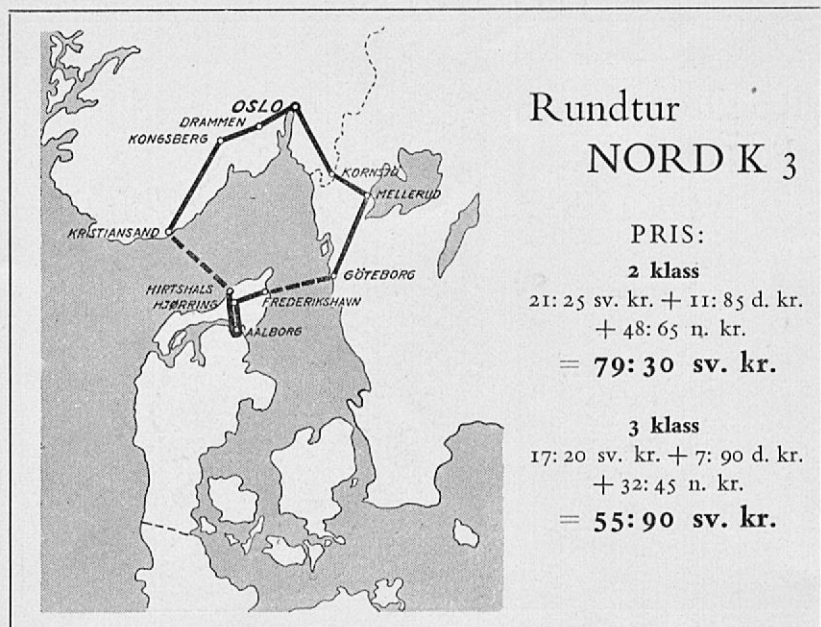 OSLO
DRAMMEN
KONGSBERG
KORNSJÖ
MELLERUD
KRISTIANSAND
GÖTEBORG
HIRTSHALS
HJØRRING
FREDERIKSHAVN
AALBORG
Rundtur
NORD K 3
PRIS:
2 klass
21: 25 sv. kr. + 11: 85 d. kr.
+ 48: 65 n. kr.
= 79: 30 sv. kr.
3 klass
17: 20 sv. kr. + 7: 90 d. kr.
+ 32: 45 n. kr.
= 55: 90 sv. kr.